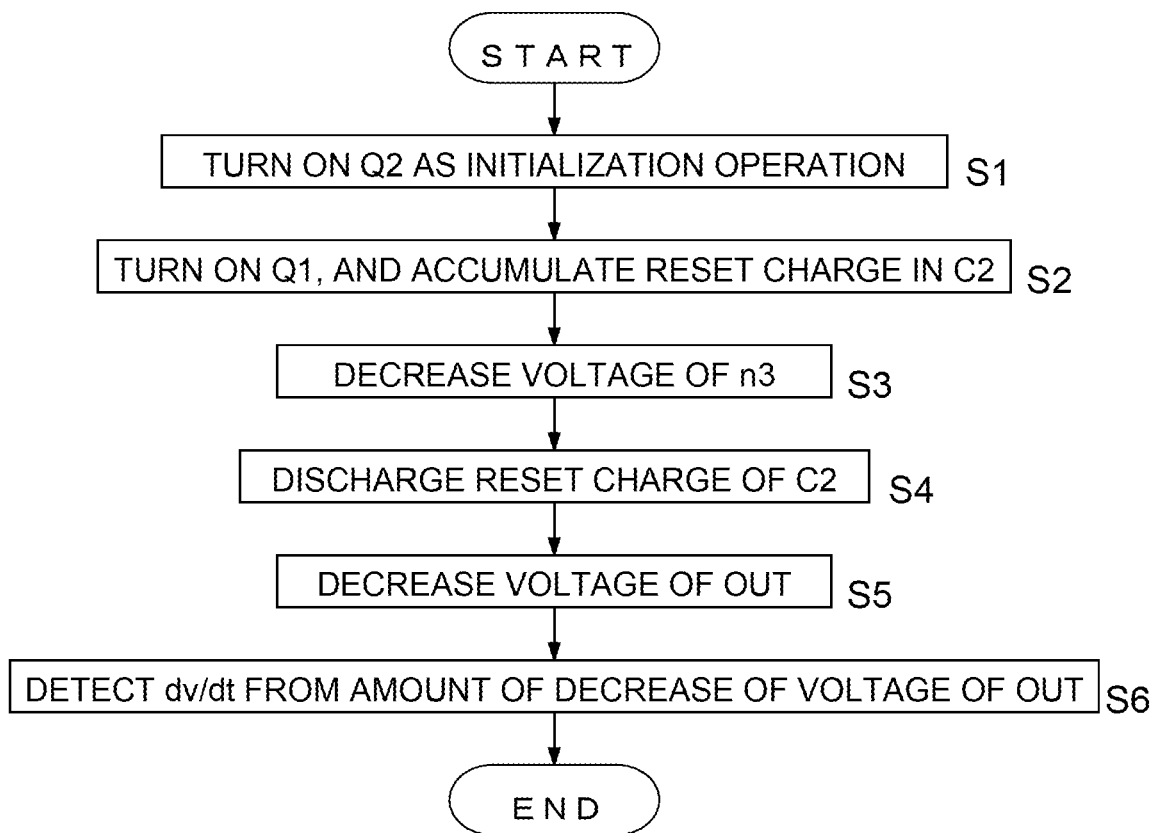 START
TURN ON Q2 AS INITIALIZATION OPERATION S1
TURN ON Q1, AND ACCUMULATE RESET CHARGE IN C2 S2
DECREASE VOLTAGE OF n3 S3
DISCHARGE RESET CHARGE OF C2 S4
DECREASE VOLTAGE OF OUT S5
DETECT dv/dt FROM AMOUNT OF DECREASE OF VOLTAGE OF OUT S6
END